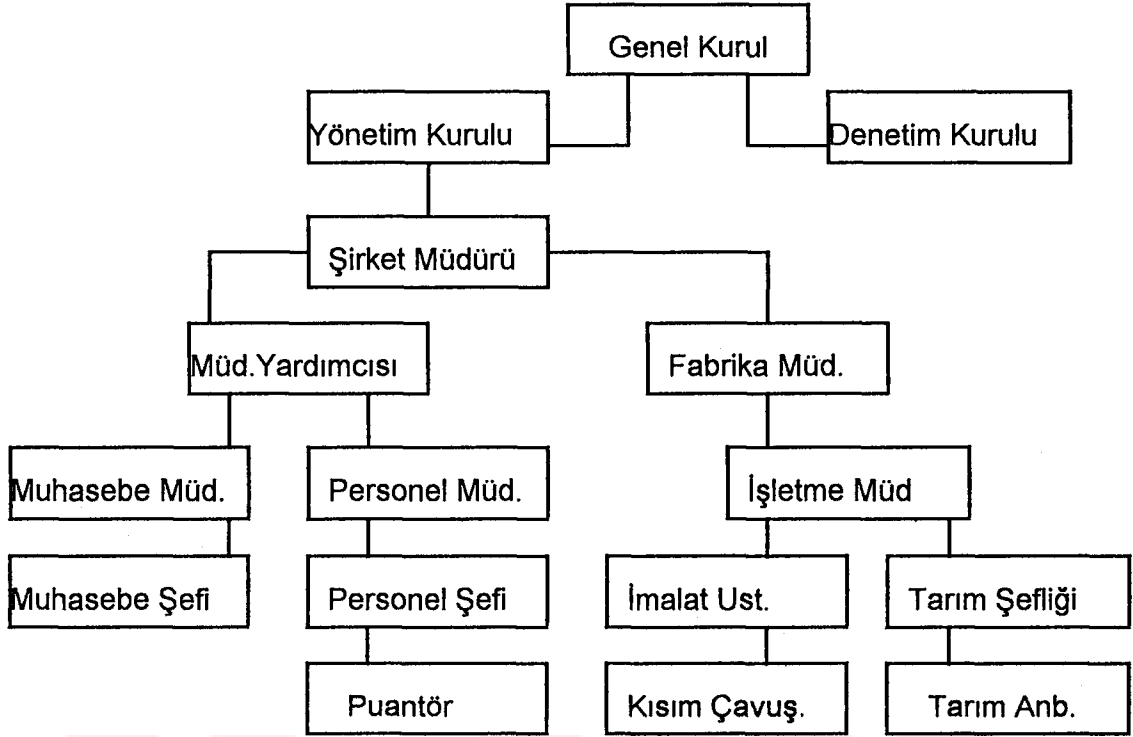 Genel Kurul
Yönetim Kurulu
Denetim Kurulu
Şirket Müdürü
Müd.Yardımcısı
Fabrika Müd.
Muhasebe Müd.
Personel Müd.
İşletme Müd
Muhasebe Şefi
Personel Şefi
İmalat Ust.
Tarım Şefliği
Puantör
Kısım Çavuş.
Tarım Anb.